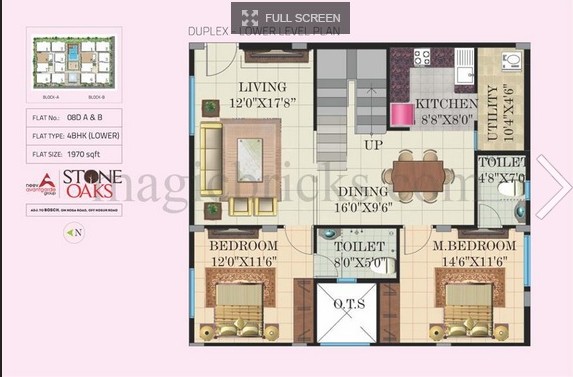 FULL SCREEN
DUPLEX - LOWER LEVEL PLAN
BLOCK-A BLOCK-B
FLAT No.: 08D A & B
FLAT TYPE: 4BHK (LOWER)
FLAT SIZE: 1970 sqft
neev
avantgarde
group
STONE
OAKS
N
LIVING
12'0"X17'8"
KITCHEN
8'8"X8'0"
UTILITY
10'4"X4'6"
UP
DINING
16'0"X9'6"
TOILET
4'8"X7'0
BEDROOM
12'0"X11'6"
TOILET
8'0"X5'0"
M.BEDROOM
14'6"X11'6"
O.T.S
magicbricks.com